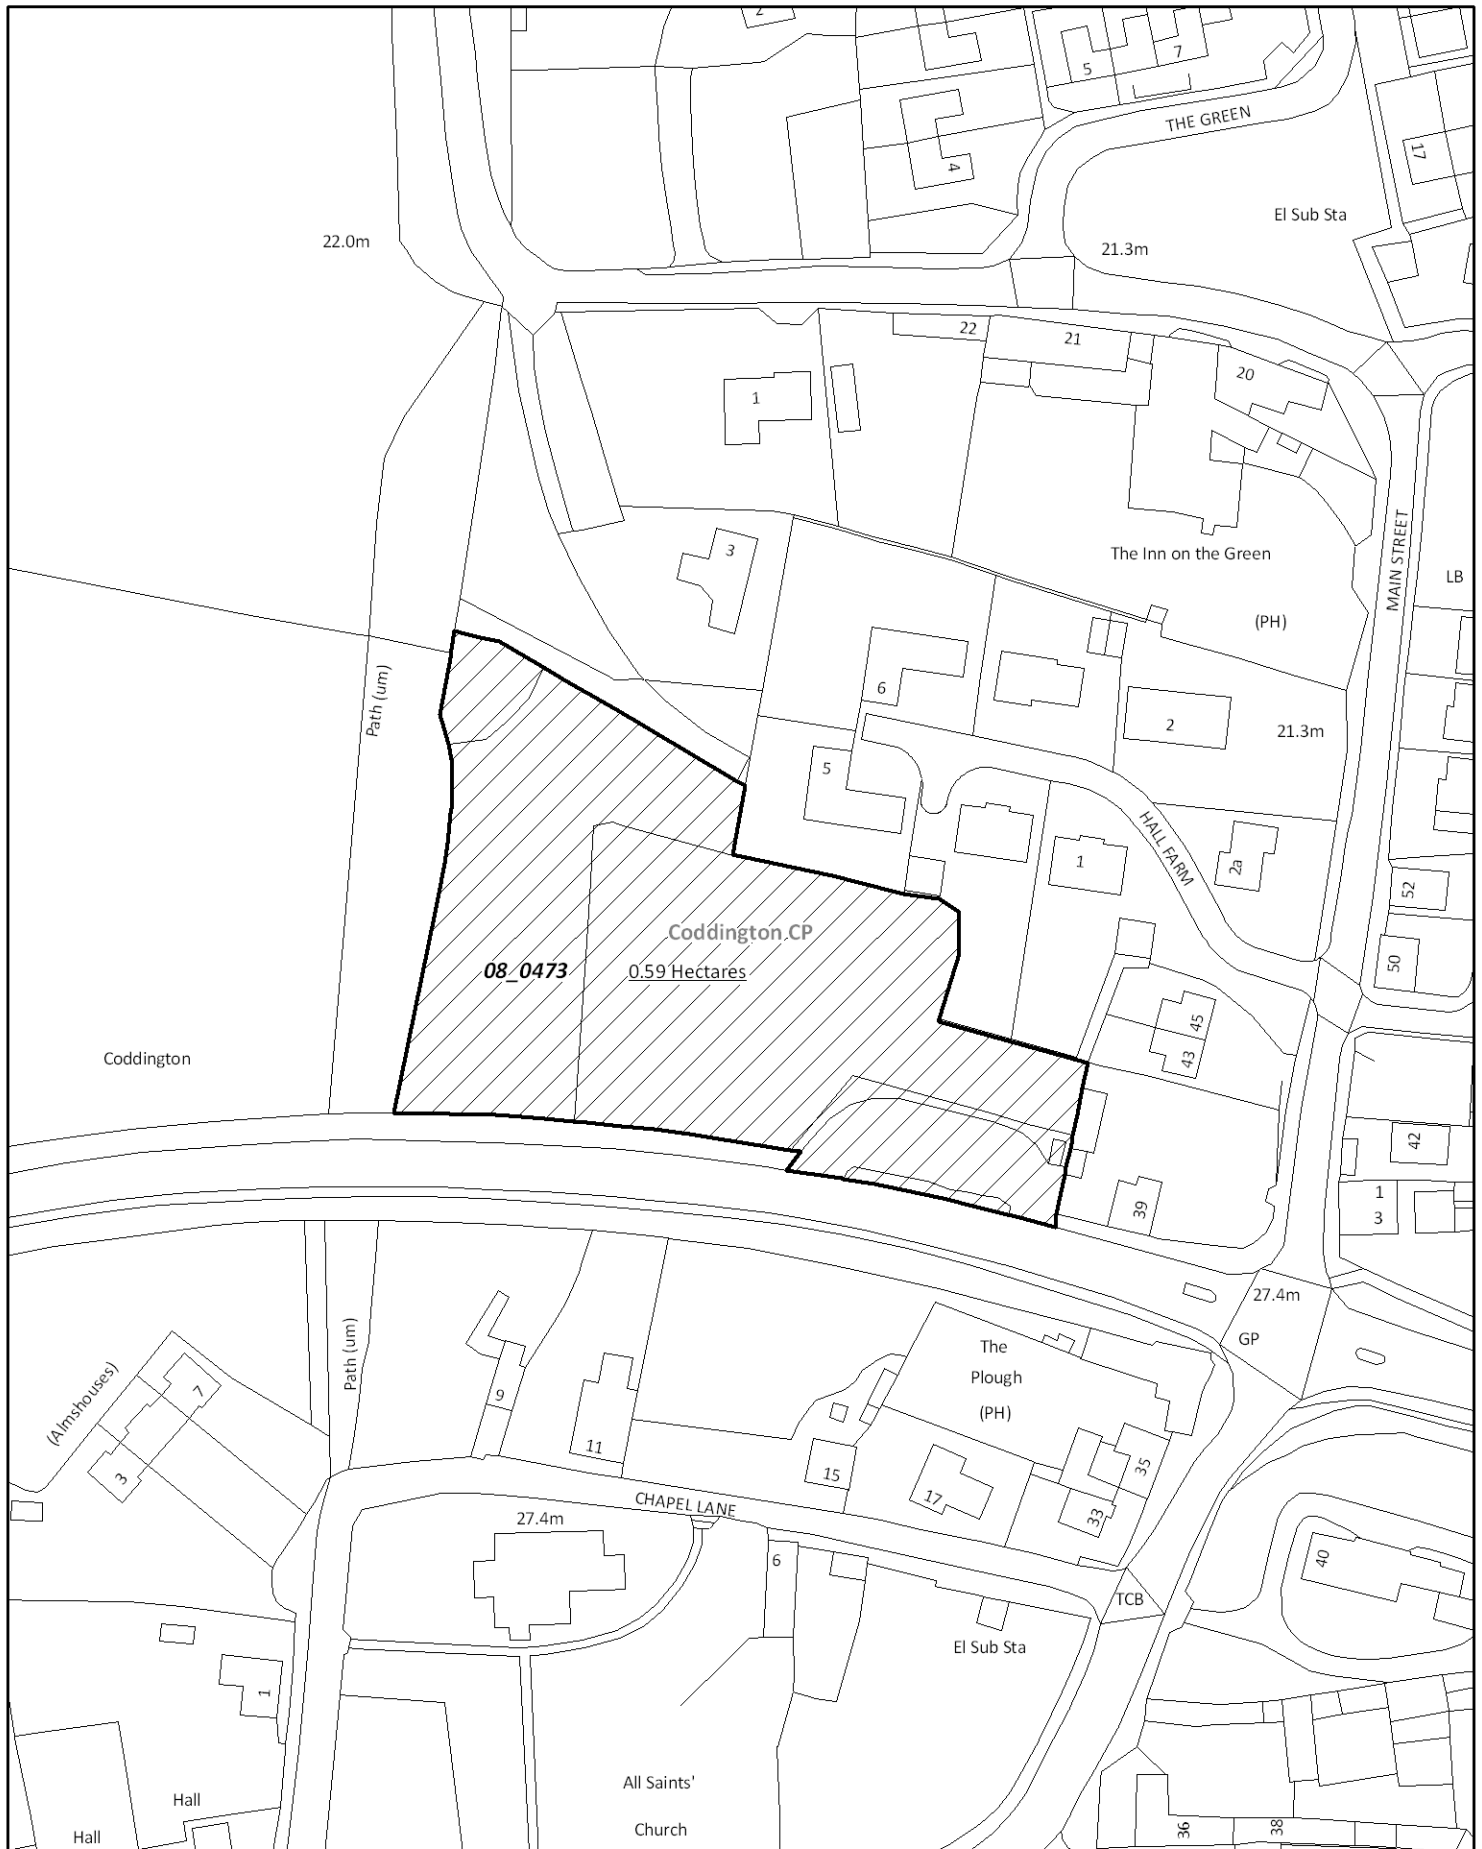 2
5
7
THE GREEN
17
4
El Sub Sta
22.0m
21.3m
22
21
20
1
3
The Inn on the Green
MAIN STREET
LB
(PH)
Path (um)
6
2
21.3m
5
HALL FARM
1
2a
52
Coddington CP
08_0473
0.59 Hectares
50
45
43
Coddington
42
1
3
39
27.4m
GP
Path (um)
The
Plough
(PH)
(Almshouses)
7
9
3
11
15
17
35
33
CHAPEL LANE
27.4m
6
TCB
40
El Sub Sta
1
All Saints'
Church
Hall
Hall
36
38